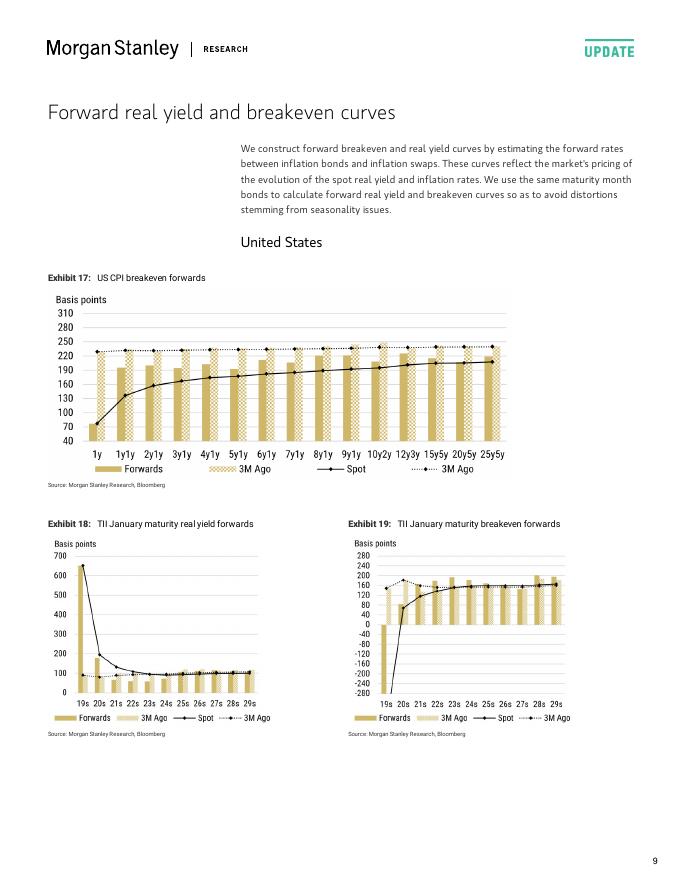 Morgan Stanley | RESEARCH
UPDATE
Forward real yield and breakeven curves
We construct forward breakeven and real yield curves by estimating the forward rates
between inflation bonds and inflation swaps. These curves reflect the market's pricing of
the evolution of the spot real yield and inflation rates. We use the same maturity month
bonds to calculate forward real yield and breakeven curves so as to avoid distortions
stemming from seasonality issues.
United States
Exhibit 17: US CPI breakeven forwards
Basis points
310
280
250
220
190
160
130
100
70
40
1y 1y1y 2y1y 3y1y 4y1y 5y1y 6y1y 7y1y 8y1y 9y1y 10y2y 12y3y 15y5y 20y5y 25y5y
Forwards 3M Ago Spot 3M Ago
Source: Morgan Stanley Research, Bloomberg
Exhibit 18: TII January maturity real yield forwards
Basis points
700
600
500
400
300
200
100
0
19s 20s 21s 22s 23s 24s 25s 26s 27s 28s 29s
Forwards 3M Ago Spot 3M Ago
Source: Morgan Stanley Research, Bloomberg
Exhibit 19: TII January maturity breakeven forwards
Basis points
280
240
200
160
120
80
40
0
-40
-80
-120
-160
-200
-240
-280
19s 20s 21s 22s 23s 24s 25s 26s 27s 28s 29s
Forwards 3M Ago Spot 3M Ago
Source: Morgan Stanley Research, Bloomberg
9